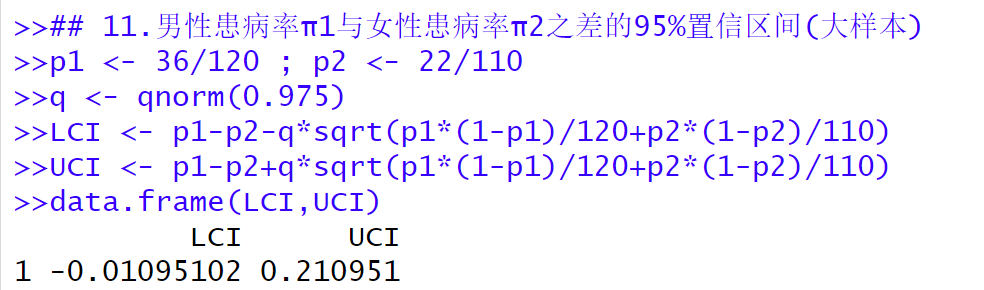 >>## 11.男性患病率π1与女性患病率π2之差的95%置信区间(大样本)
>>p1 <- 36/120 ; p2 <- 22/110
>>q <- qnorm(0.975)
>>LCI <- p1-p2-q*sqrt(p1*(1-p1)/120+p2*(1-p2)/110)
>>UCI <- p1-p2+q*sqrt(p1*(1-p1)/120+p2*(1-p2)/110)
>>data.frame(LCI,UCI)
LCI UCI
1 -0.01095102 0.210951